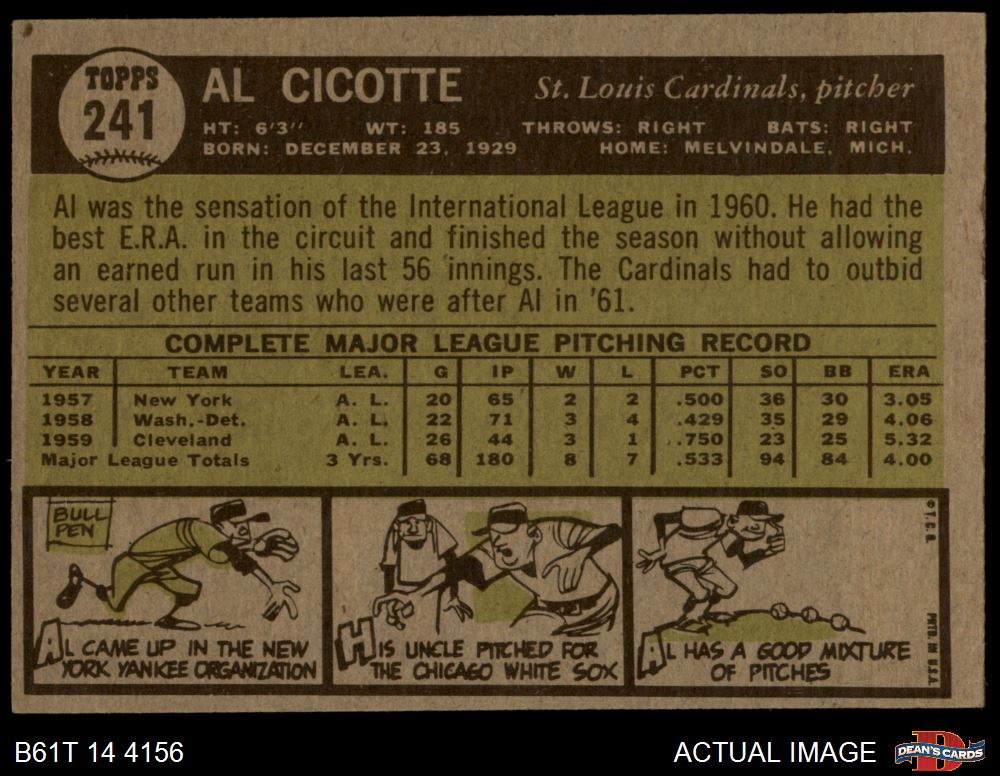 TOPPS
241
AL CICOTTE
St. Louis Cardinals, pitcher
HT: 6'3" WT: 185 THROWS: RIGHT BATS: RIGHT
BORN: DECEMBER 23, 1929 HOME: MELVINDALE, MICH.
Al was the sensation of the International League in 1960. He had the
best E.R.A. in the circuit and finished the season without allowing
an earned run in his last 56 innings. The Cardinals had to outbid
several other teams who were after Al in '61.
COMPLETE MAJOR LEAGUE PITCHING RECORD
YEAR TEAM LEA. G IP W L PCT SO BB ERA
1957 New York A. L. 20 65 2 2 .500 36 30 3.05
1958 Wash.-Det. A. L. 22 71 3 4 .429 35 29 4.06
1959 Cleveland A. L. 26 44 3 1 .750 23 25 5.32
Major League Totals 3 Yrs. 68 180 8 7 .533 94 84 4.00
BULL
PEN
AL CAME UP IN THE NEW
YORK YANKEE ORGANIZATION
HIS UNCLE PITCHED FOR
THE CHICAGO WHITE SOX
AL HAS A GOOD MIXTURE
OF PITCHES
© T. C. G.
PRTD. IN U.S.A.
B61T 14 4156
ACTUAL IMAGE
D
DEAN'S CARDS